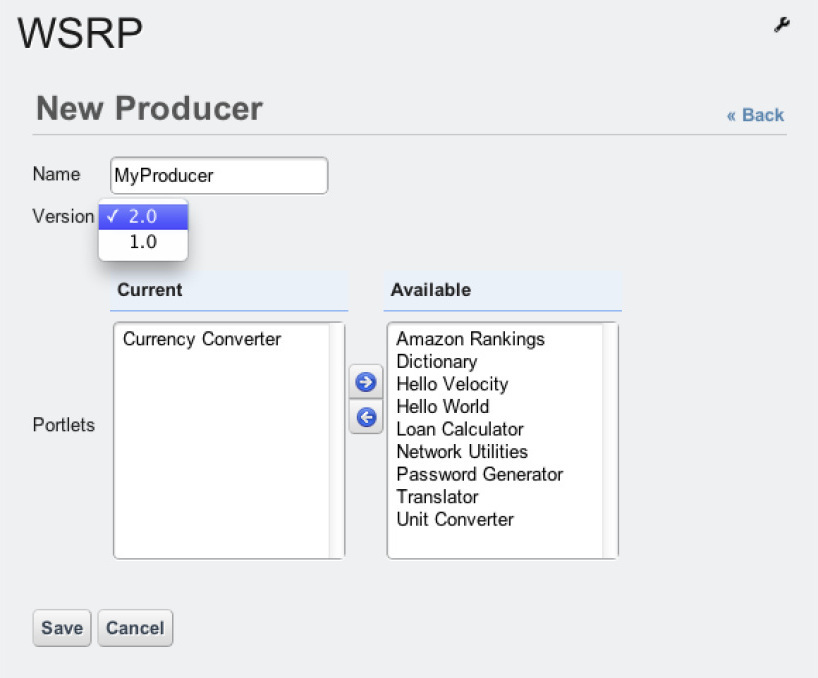 WSRP
New Producer
« Back
Name
MyProducer
Version
✓ 2.0
1.0
Current
Available
Portlets
Currency Converter
Amazon Rankings
Dictionary
Hello Velocity
Hello World
Loan Calculator
Network Utilities
Password Generator
Translator
Unit Converter
Save
Cancel